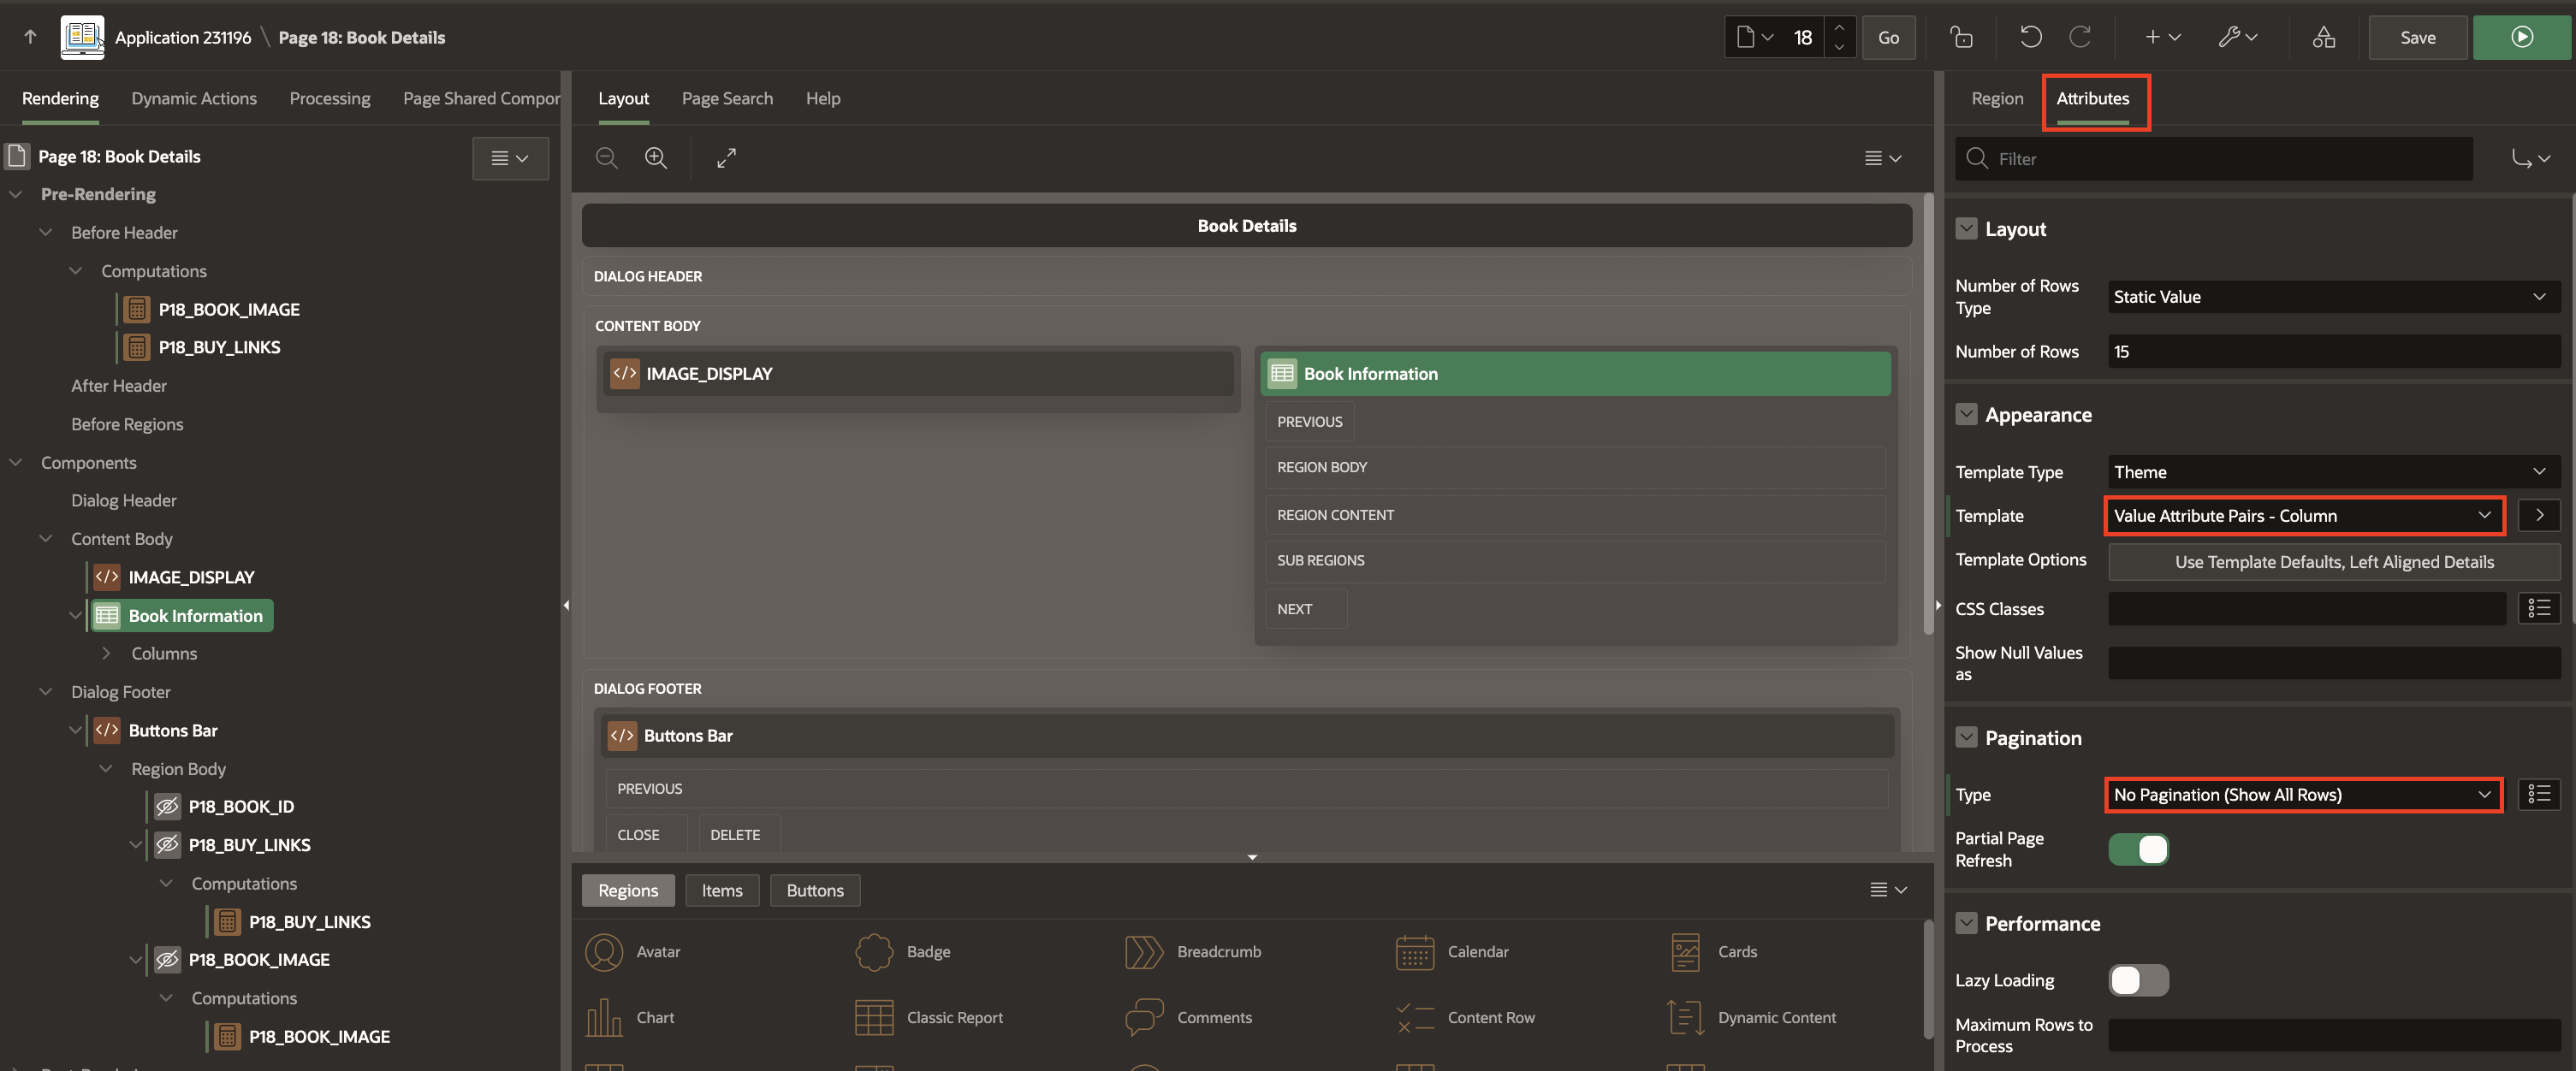 Application 231196 \ Page 18: Book Details
18
Go
Save
Rendering
Dynamic Actions
Processing
Page Shared Compor
Page 18: Book Details
Pre-Rendering
Before Header
Computations
P18_BOOK_IMAGE
P18_BUY_LINKS
After Header
Before Regions
Components
Dialog Header
Content Body
IMAGE_DISPLAY
Book Information
Columns
Dialog Footer
Buttons Bar
Region Body
P18_BOOK_ID
P18_BUY_LINKS
Computations
P18_BUY_LINKS
P18_BOOK_IMAGE
Computations
P18_BOOK_IMAGE
Layout
Page Search
Help
Book Details
DIALOG HEADER
CONTENT BODY
IMAGE_DISPLAY
Book Information
PREVIOUS
REGION BODY
REGION CONTENT
SUB REGIONS
NEXT
DIALOG FOOTER
Buttons Bar
PREVIOUS
CLOSE
DELETE
Regions
Items
Buttons
Avatar
Badge
Breadcrumb
Calendar
Cards
Chart
Classic Report
Comments
Content Row
Dynamic Content
Region
Attributes
Filter
Layout
Number of Rows
Type
Static Value
Number of Rows
15
Appearance
Template Type
Theme
Template
Value Attribute Pairs - Column
Template Options
Use Template Defaults, Left Aligned Details
CSS Classes
Show Null Values
as
Pagination
Type
No Pagination (Show All Rows)
Partial Page
Refresh
Performance
Lazy Loading
Maximum Rows to
Process